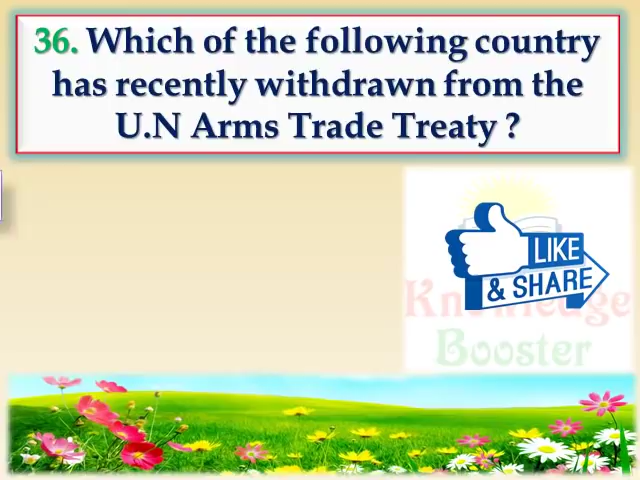 36. Which of the following country
has recently withdrawn from the
U.N Arms Trade Treaty ?
LIKE
& SHARE
Knowledge
Booster